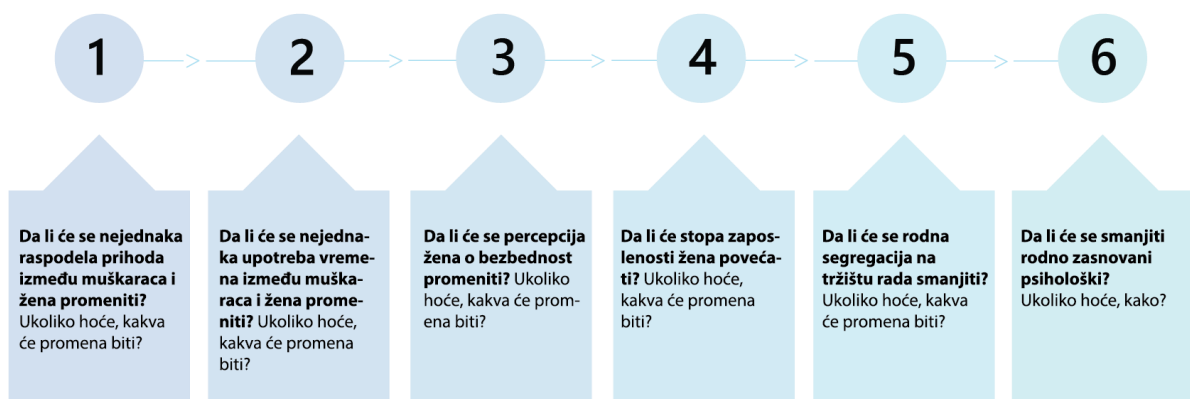 1
2
3
4
5
6
Da li će se nejednaka
raspodela prihoda
između muškaraca i
žena promeniti?
Ukoliko hoće, kakva
će promena biti?
Da li će se nejedna-
ka upotreba vreme-
na između muška-
raca i žena prome-
niti? Ukoliko hoće,
kakva će promena
biti?
Da li će se percepcija
žena o bezbednost
promeniti? Ukoliko
hoće, kakva će prom-
ena biti?
Da li će stopa zapos-
lenosti žena poveća-
ti? Ukoliko hoće,
kakva će promena
biti?
Da li će se rodna
segregacija na
tržištu rada smanjiti?
Ukoliko hoće, kakva
će promena biti?
Da li će se smanjiti
rodno zasnovani
psihološki?
Ukoliko hoće, kako?